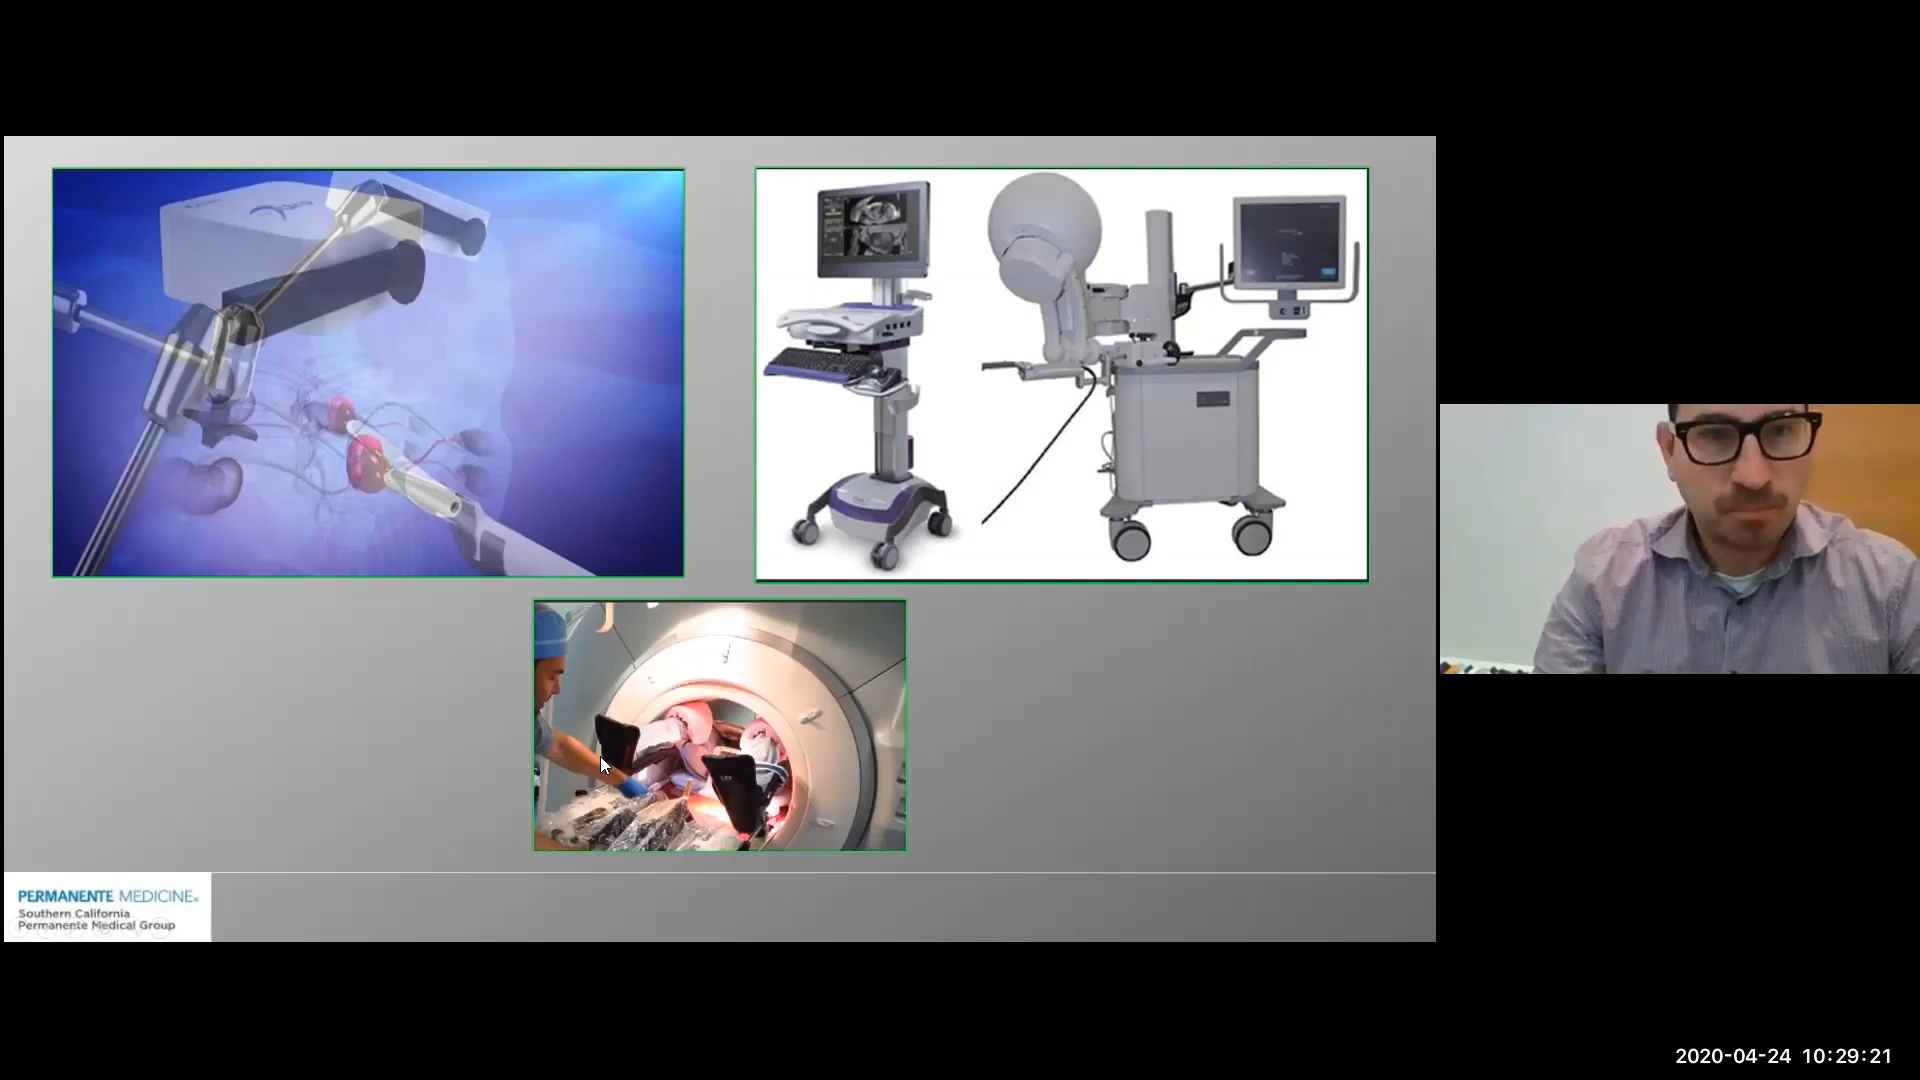 PERMANENTE MEDICINE®
Southern California
Permanente Medical Group
2020-04-24 10:29:21